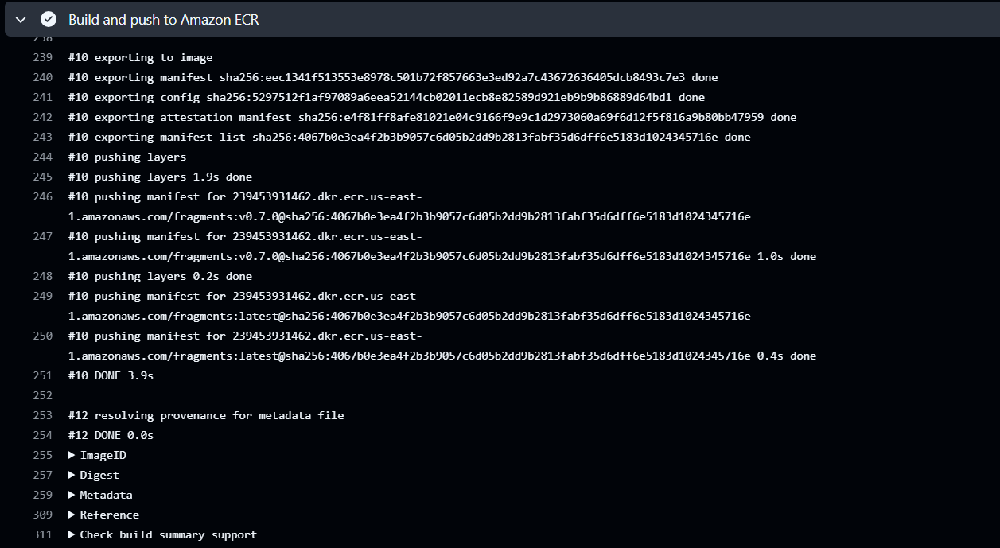 Build and push to Amazon ECR
238
239 #10 exporting to image
240 #10 exporting manifest sha256:eec1341f513553e8978c501b72f857663e3ed92a7c43672636405dcb8493c7e3 done
241 #10 exporting config sha256:5297512f1af97089a6eea52144cb02011ecb8e82589d921eb9b9b86889d64bd1 done
242 #10 exporting attestation manifest sha256:e4f81ff8afe81021e04c9166f9e9c1d2973060a69f6d12f5f816a9b80bb47959 done
243 #10 exporting manifest list sha256:4067b0e3ea4f2b3b9057c6d05b2dd9b2813fabf35d6dff6e5183d1024345716e done
244 #10 pushing layers
245 #10 pushing layers 1.9s done
246 #10 pushing manifest for 239453931462.dkr.ecr.us-east-
1.amazonaws.com/fragments:v0.7.0@sha256:4067b0e3ea4f2b3b9057c6d05b2dd9b2813fabf35d6dff6e5183d1024345716e
247 #10 pushing manifest for 239453931462.dkr.ecr.us-east-
1.amazonaws.com/fragments:v0.7.0@sha256:4067b0e3ea4f2b3b9057c6d05b2dd9b2813fabf35d6dff6e5183d1024345716e 1.0s done
248 #10 pushing layers 0.2s done
249 #10 pushing manifest for 239453931462.dkr.ecr.us-east-
1.amazonaws.com/fragments:latest@sha256:4067b0e3ea4f2b3b9057c6d05b2dd9b2813fabf35d6dff6e5183d1024345716e
250 #10 pushing manifest for 239453931462.dkr.ecr.us-east-
1.amazonaws.com/fragments:latest@sha256:4067b0e3ea4f2b3b9057c6d05b2dd9b2813fabf35d6dff6e5183d1024345716e 0.4s done
251 #10 DONE 3.9s
252
253 #12 resolving provenance for metadata file
254 #12 DONE 0.0s
255 ▶ ImageID
257 ▶ Digest
259 ▶ Metadata
309 ▶ Reference
311 ▶ Check build summary support